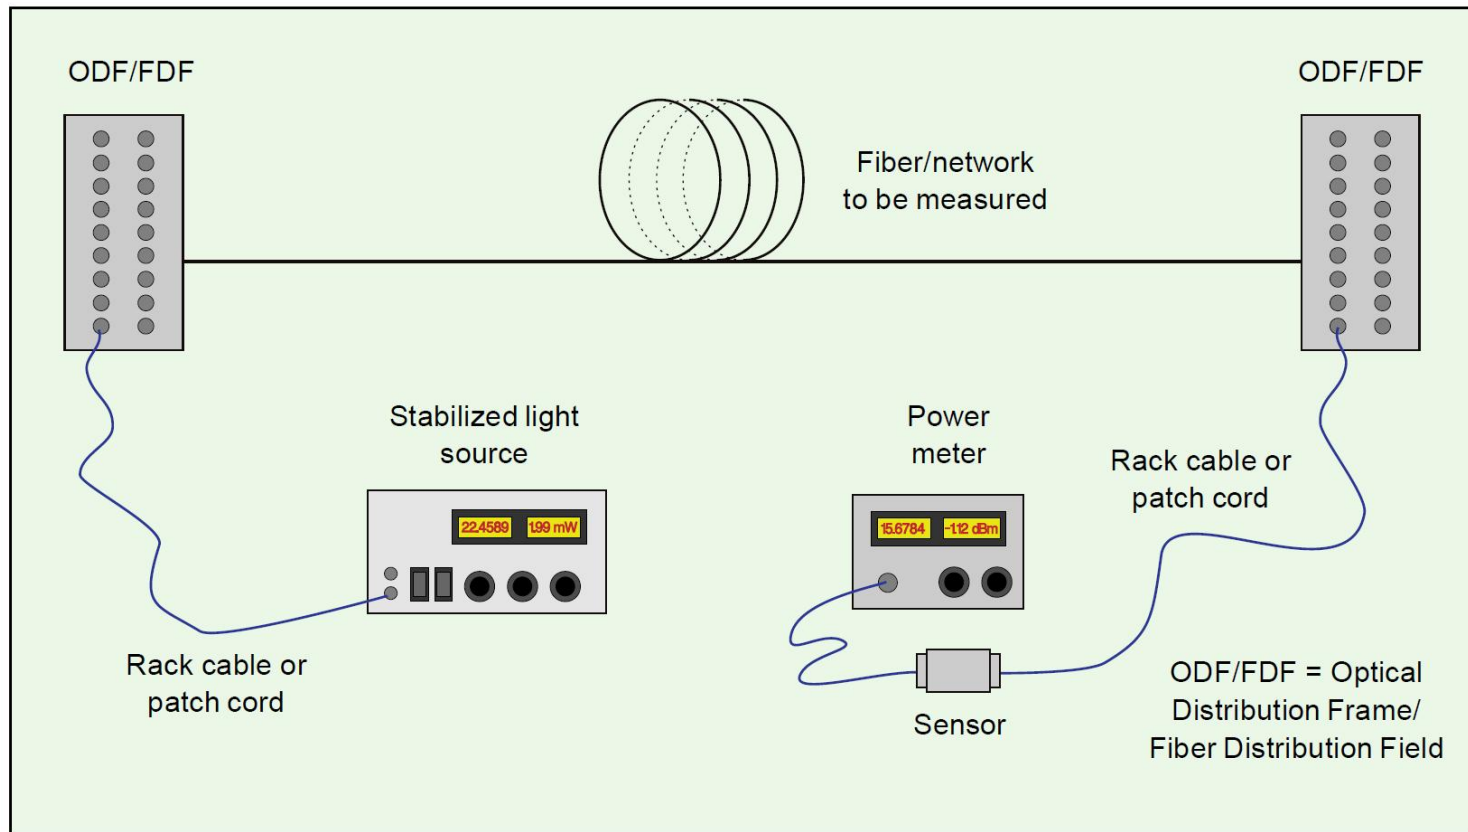 ODF/FDF
ODF/FDF
Fiber/network
to be measured
Stabilized light
source
Power
meter
Rack cable or
patch cord
22.4589 1.99 mW
15.6784 -1.12 dBm
Rack cable or
patch cord
Sensor
ODF/FDF = Optical
Distribution Frame/
Fiber Distribution Field